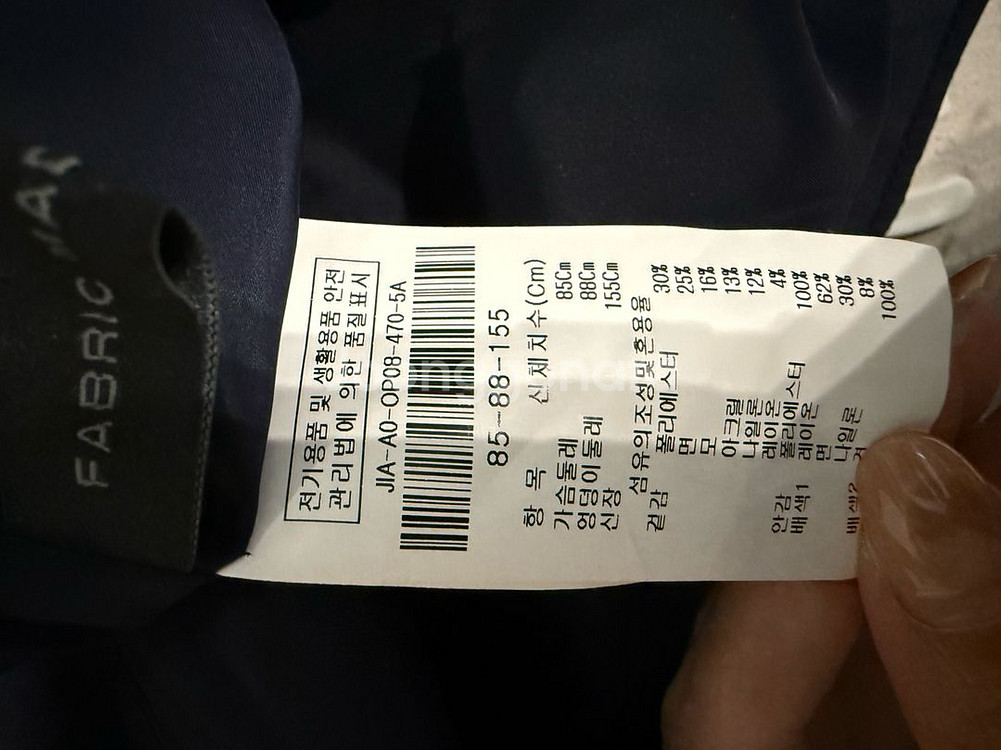 FABRIC
전기용품 및 생활용품 안전
관리법에 의한 품질표시
JIA-A0-OP08-470-5A
85-88-155
항 목 신체치수(Cm)
가슴둘레 85Cm
엉덩이둘레 88Cm
신장 155Cm
섬유의조성및혼용율
겉감 폴리에스터 30%
면 25%
모 16%
아크릴 13%
나일론 12%
레이온 4%
안감 폴리에스터 100%
배색1 레이온 62%
면 30%
나일론 8%
배색2 100%